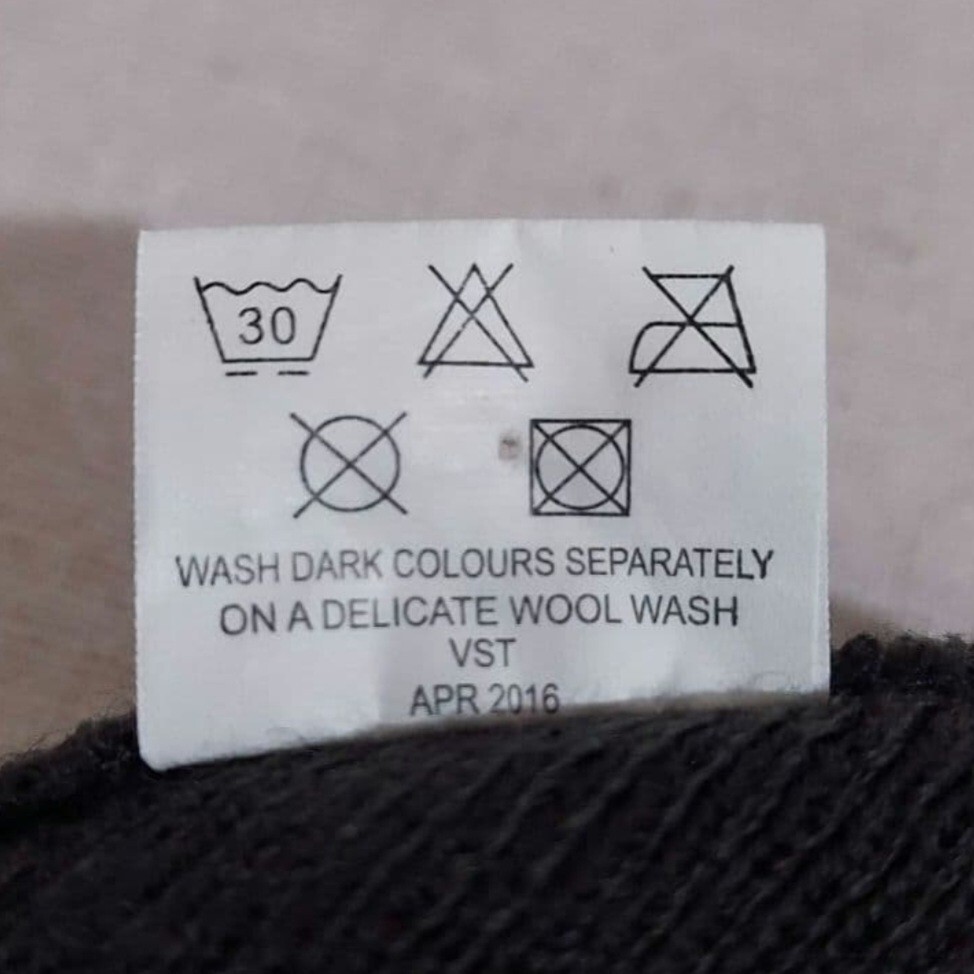 30
WASH DARK COLOURS SEPARATELY
ON A DELICATE WOOL WASH
VST
APR 2016